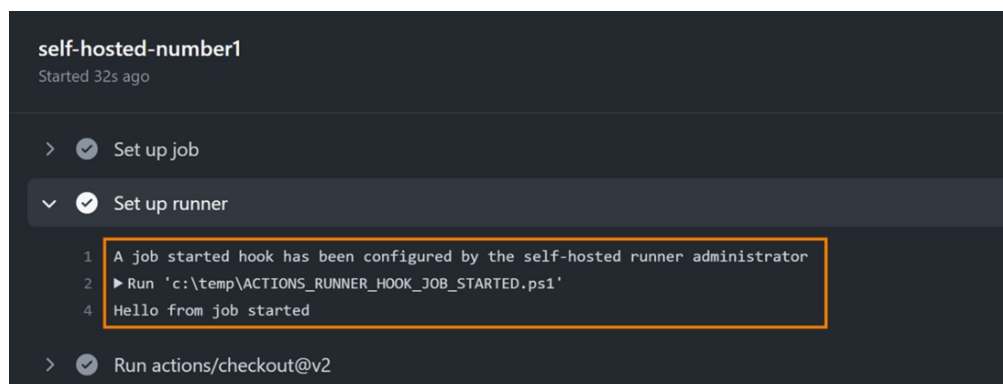 self-hosted-number1
Started 32s ago
Set up job
Set up runner
1 A job started hook has been configured by the self-hosted runner administrator
2 ▶ Run 'c:\temp\ACTIONS_RUNNER_HOOK_JOB_STARTED.ps1'
4 Hello from job started
Run actions/checkout@v2